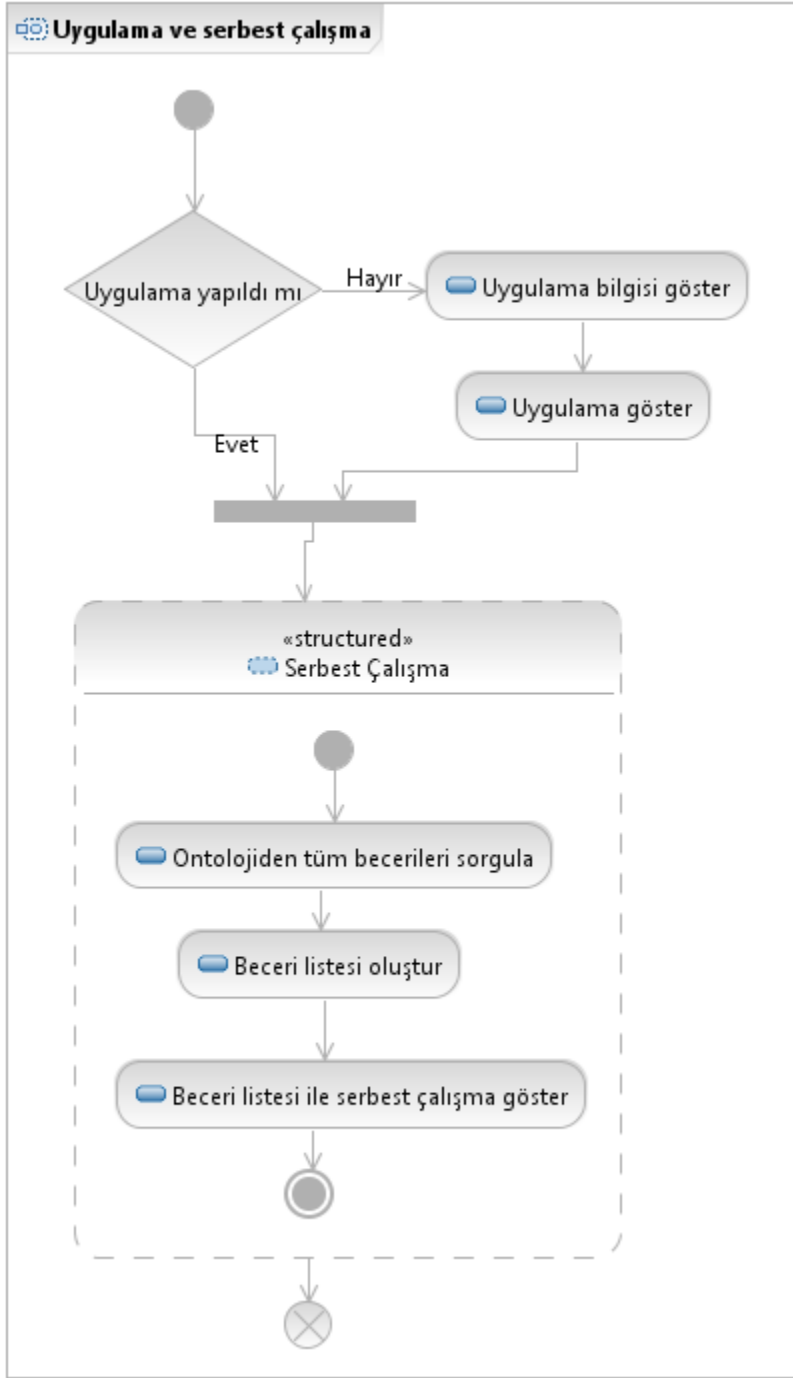 Uygulama ve serbest çalışma
Uygulama yapıldı mı
Hayır
Uygulama bilgisi göster
Uygulama göster
Evet
«structured»
Serbest Çalışma
Ontolojiden tüm becerileri sorgula
Beceri listesi oluştur
Beceri listesi ile serbest çalışma göster